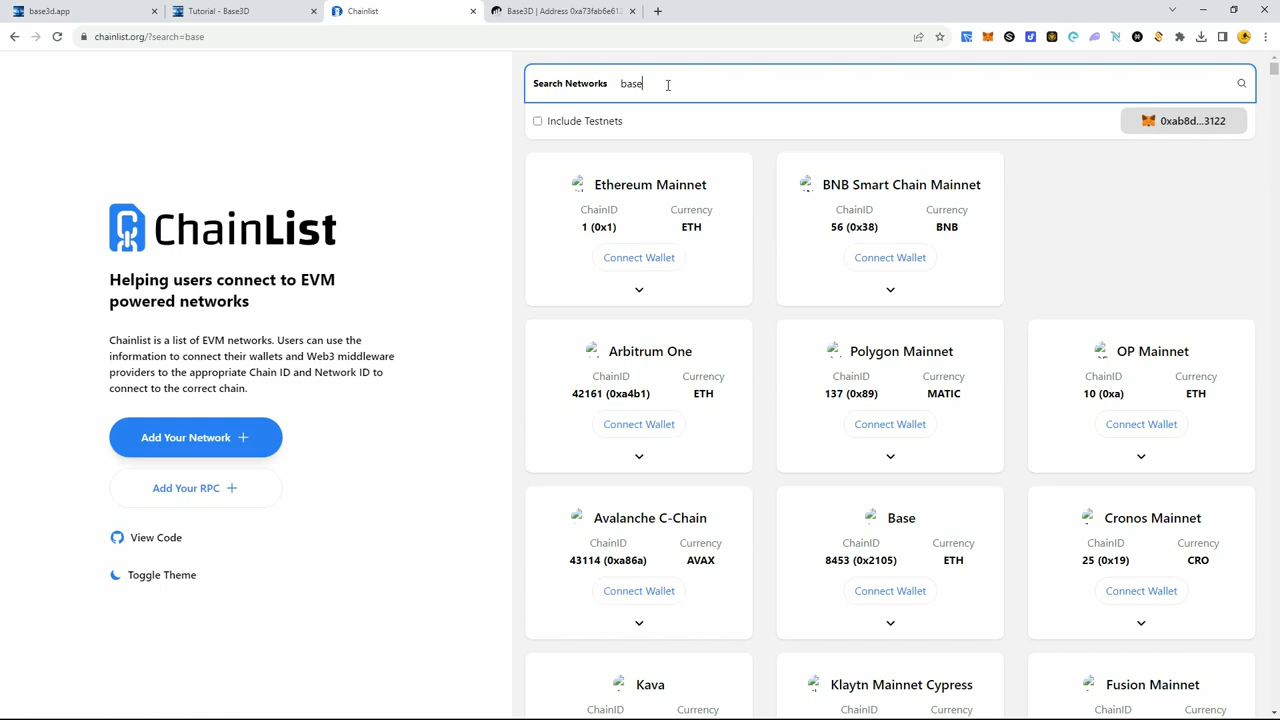 base3d.app
Tutorial - Base3D
Chainlist
Base3D | Address 0xa73fab6e61
chainlist.org/?search=base
Search Networks base
Include Testnets
0xab8d...3122
ChainList
Helping users connect to EVM
powered networks
Chainlist is a list of EVM networks. Users can use the
information to connect their wallets and Web3 middleware
providers to the appropriate Chain ID and Network ID to
connect to the correct chain.
Add Your Network
Add Your RPC
View Code
Toggle Theme
Ethereum Mainnet
ChainID Currency
1 (0x1) ETH
Connect Wallet
BNB Smart Chain Mainnet
ChainID Currency
56 (0x38) BNB
Connect Wallet
Arbitrum One
ChainID Currency
42161 (0xa4b1) ETH
Connect Wallet
Polygon Mainnet
ChainID Currency
137 (0x89) MATIC
Connect Wallet
OP Mainnet
ChainID Currency
10 (0xa) ETH
Connect Wallet
Avalanche C-Chain
ChainID Currency
43114 (0xa86a) AVAX
Connect Wallet
Base
ChainID Currency
8453 (0x2105) ETH
Connect Wallet
Cronos Mainnet
ChainID Currency
25 (0x19) CRO
Connect Wallet
Kava
ChainID Currency
Klaytn Mainnet Cypress
ChainID Currency
Fusion Mainnet
ChainID Currency